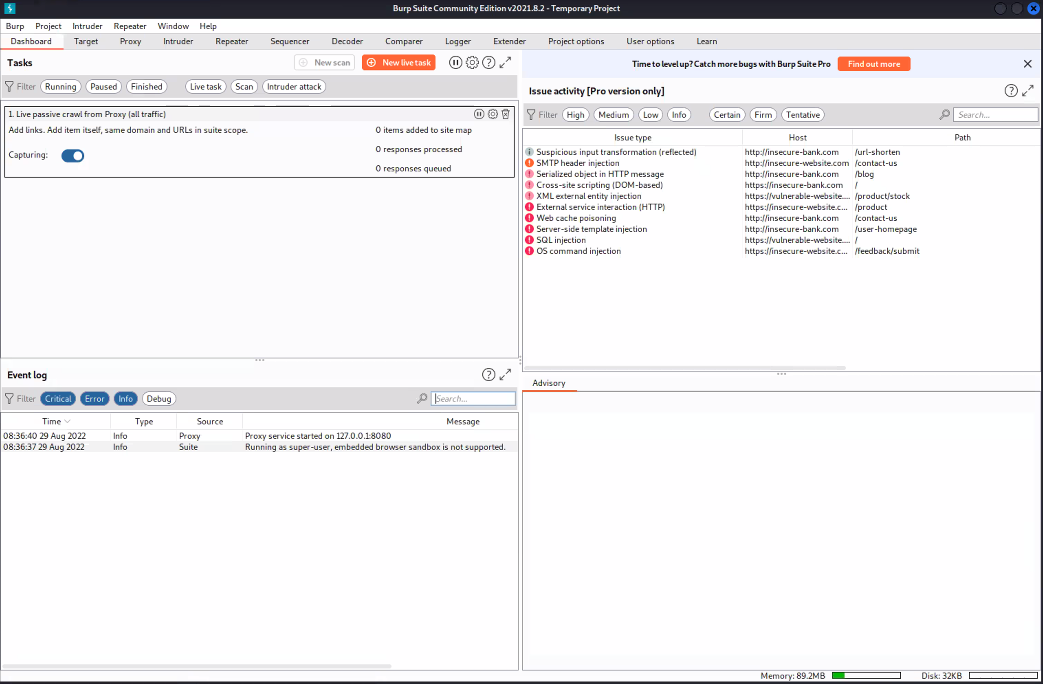 Burp Suite Community Edition v2021.8.2 - Temporary Project
Burp Project Intruder Repeater Window Help
Dashboard Target Proxy Intruder Repeater Sequencer Decoder Comparer Logger Extender Project options User options Learn
Tasks
New scan
New live task
Filter Running Paused Finished Live task Scan Intruder attack
1. Live passive crawl from Proxy (all traffic)
Add links. Add item itself, same domain and URLs in suite scope.
0 items added to site map
Capturing:
0 responses processed
0 responses queued
Event log
Filter Critical Error Info Debug Search...
Time Type Source Message
08:36:40 29 Aug 2022 Info Proxy Proxy service started on 127.0.0.1:8080
08:36:37 29 Aug 2022 Info Suite Running as super-user, embedded browser sandbox is not supported.
Time to level up? Catch more bugs with Burp Suite Pro Find out more
Issue activity [Pro version only]
Filter High Medium Low Info Certain Firm Tentative Search...
Issue type Host Path
Suspicious input transformation (reflected) http://insecure-bank.com /url-shorten
SMTP header injection http://insecure-website.com /contact-us
Serialized object in HTTP message http://insecure-bank.com /blog
Cross-site scripting (DOM-based) http://insecure-bank.com /
XML external entity injection https://vulnerable-website.... /product/stock
External service interaction (HTTP) https://insecure-website.c... /product
Web cache poisoning http://insecure-bank.com /contact-us
Server-side template injection http://insecure-bank.com /user-homepage
SQL injection https://vulnerable-website.... /
OS command injection https://insecure-website.c... /feedback/submit
Advisory
Memory: 89.2MB Disk: 32KB